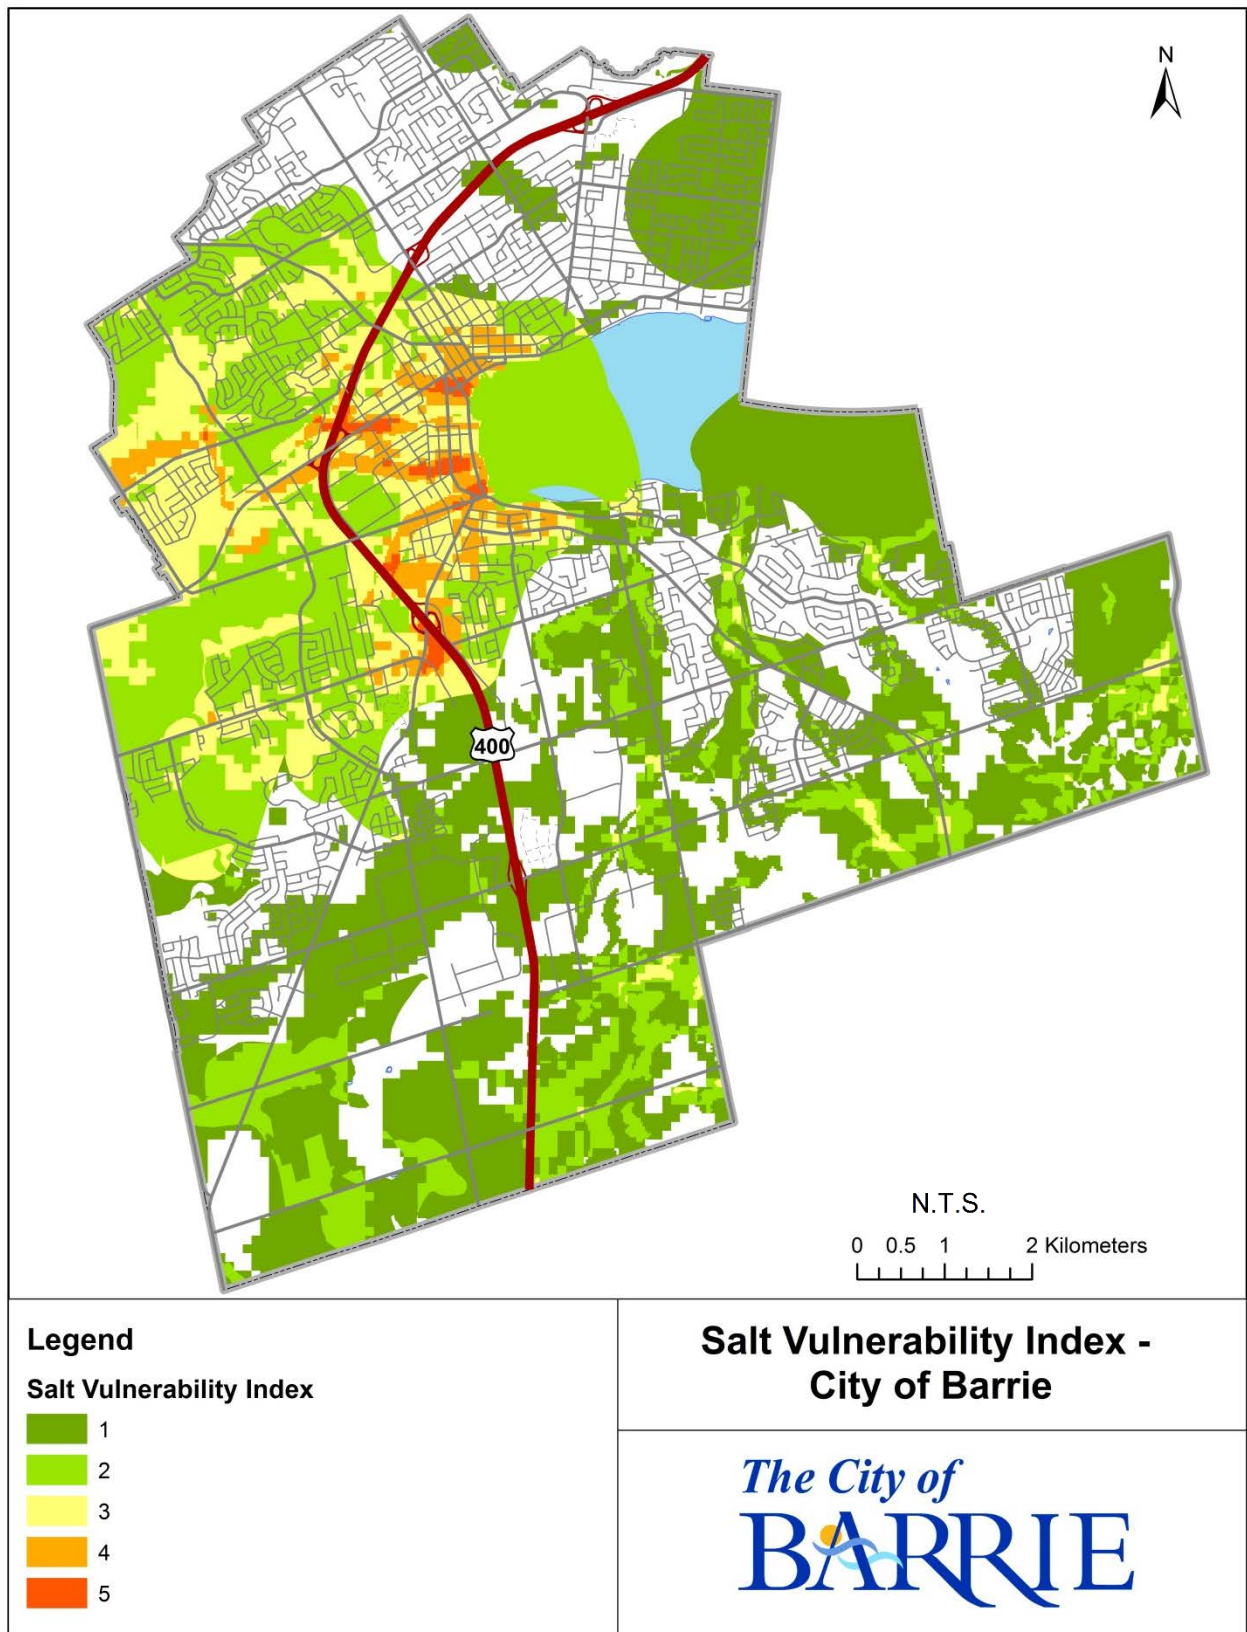 N
400
N.T.S.
0 0.5 1 2 Kilometers
Legend
Salt Vulnerability Index
1
2
3
4
5
Salt Vulnerability Index -
City of Barrie
The City of
BARRIE